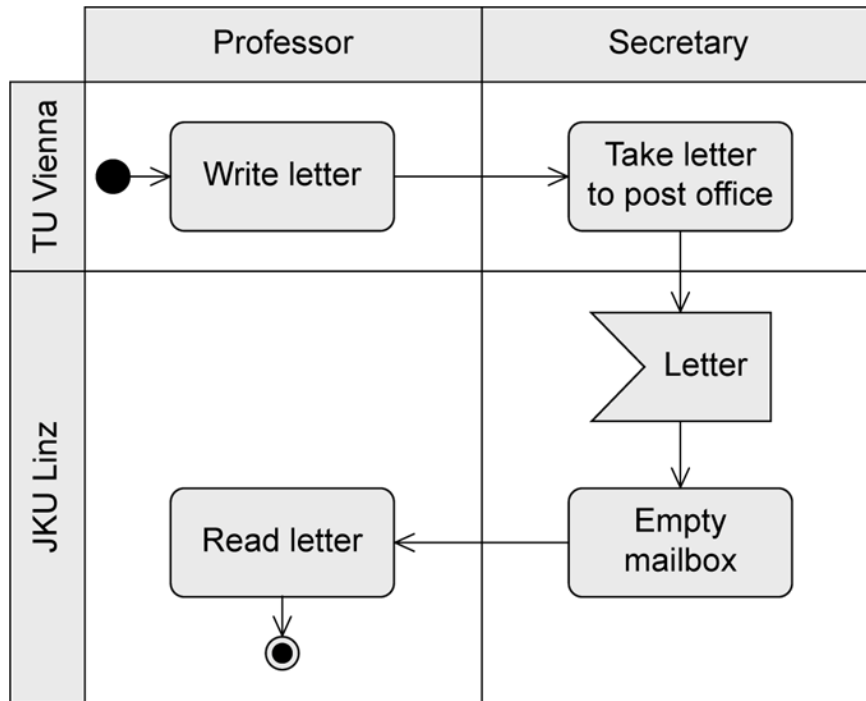 Professor
Secretary
TU Vienna
Write letter
Take letter
to post office
JKU Linz
Letter
Read letter
Empty
mailbox